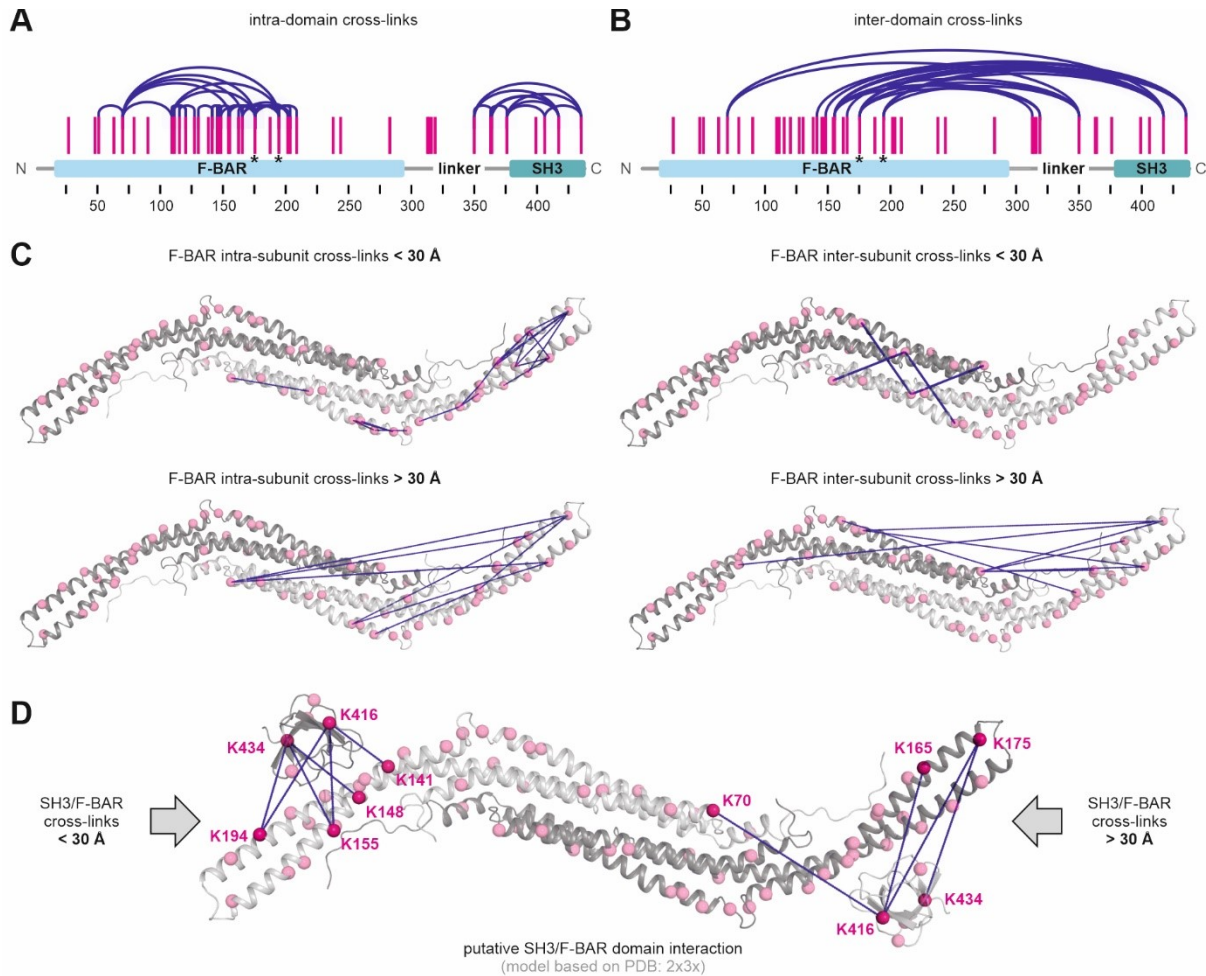 A
intra-domain cross-links
B
inter-domain cross-links
N
F-BAR
*
*
linker
SH3
C
50
100
150
200
250
300
350
400
N
F-BAR
*
*
linker
SH3
C
50
100
150
200
250
300
350
400
C
F-BAR intra-subunit cross-links < 30 Å
F-BAR inter-subunit cross-links < 30 Å
F-BAR intra-subunit cross-links > 30 Å
F-BAR inter-subunit cross-links > 30 Å
D
SH3/F-BAR
cross-links
< 30 Å
K416
K434
K141
K148
K194
K155
K70
K165
K175
K434
K416
SH3/F-BAR
cross-links
> 30 Å
putative SH3/F-BAR domain interaction
(model based on PDB: 2x3x)